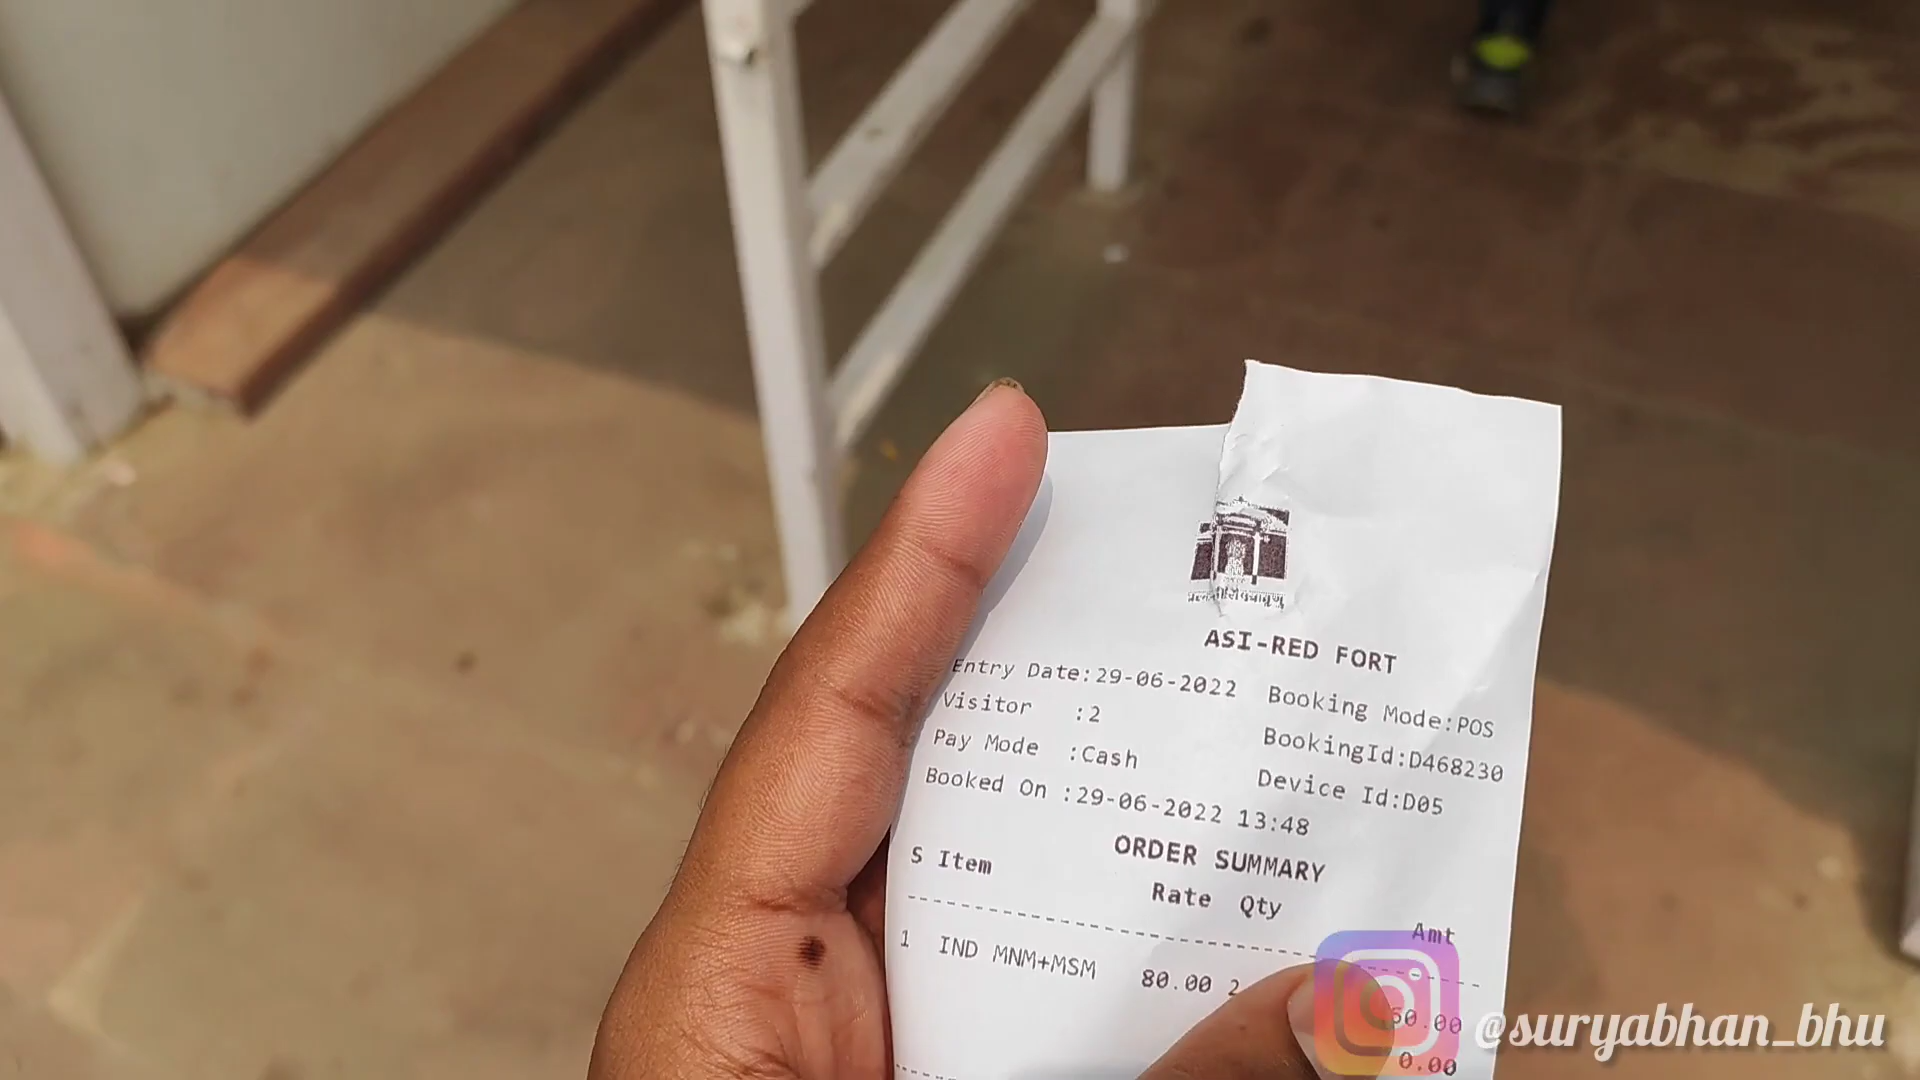 ASI-RED FORT
Entry Date:29-06-2022 Booking Mode:POS
Visitor :2 BookingId:D468230
Pay Mode :Cash Device Id:D05
Booked On :29-06-2022 13:48
ORDER SUMMARY
S Item Rate Qty Amt
1 IND MNM+MSM 80.00 2 60.00
0.00
@suryabhan_bhu